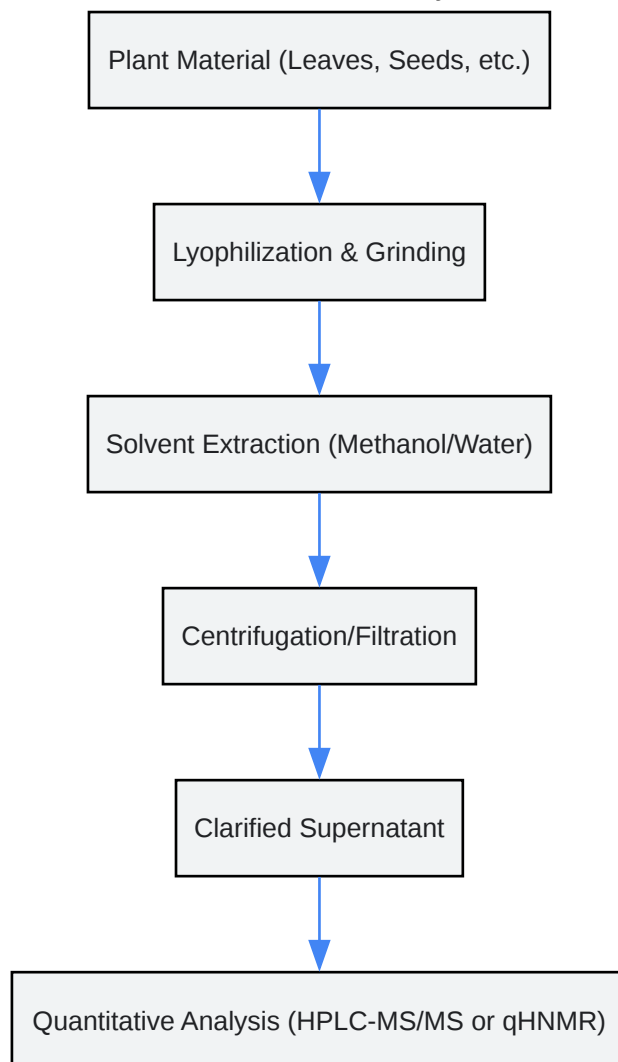 Plant Material (Leaves, Seeds, etc.)
Lyophilization & Grinding
Solvent Extraction (Methanol/Water)
Centrifugation/Filtration
Clarified Supernatant
Quantitative Analysis (HPLC-MS/MS or qHNMR)